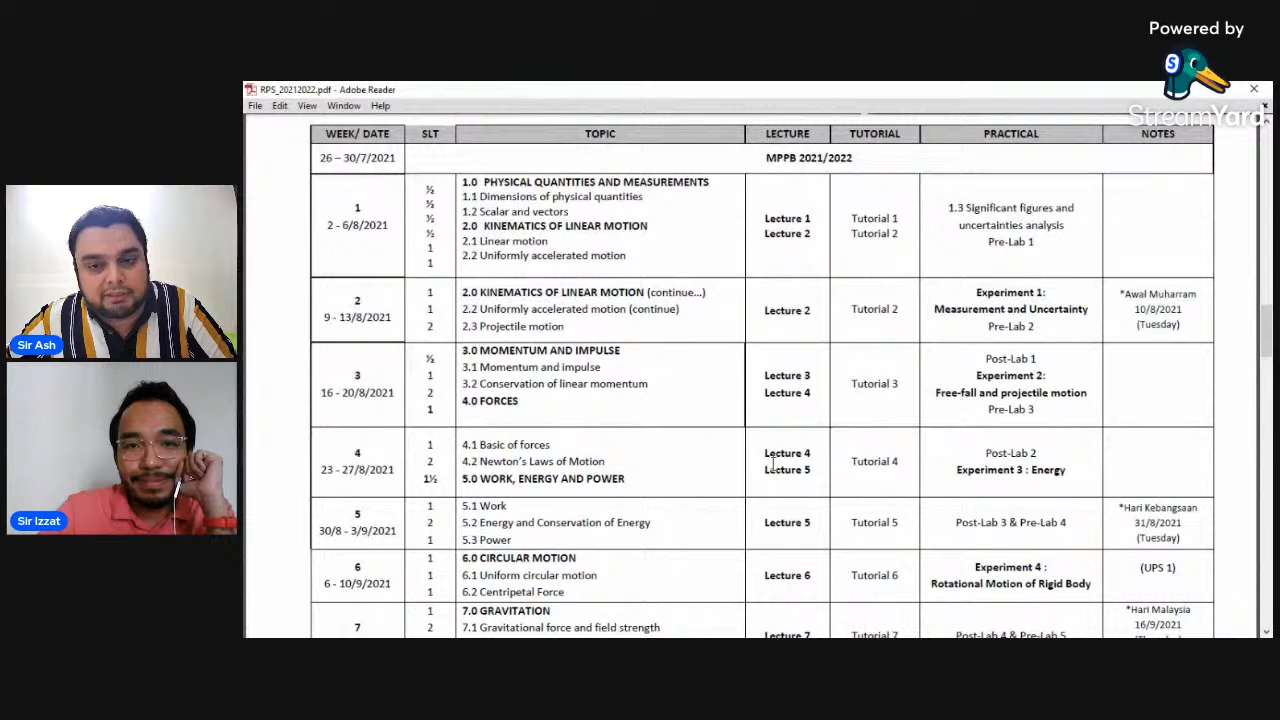 Powered by
S
StreamYard
RPS_20212022.pdf - Adobe Reader
File Edit View Window Help
WEEK/ DATE SLT TOPIC LECTURE TUTORIAL PRACTICAL NOTES
26 – 30/7/2021 MPPB 2021/2022
1
2 - 6/8/2021
½
½
½
½
1
1
1.0 PHYSICAL QUANTITIES AND MEASUREMENTS
1.1 Dimensions of physical quantities
1.2 Scalar and vectors
2.0 KINEMATICS OF LINEAR MOTION
2.1 Linear motion
2.2 Uniformly accelerated motion
Lecture 1
Lecture 2
Tutorial 1
Tutorial 2
1.3 Significant figures and
uncertainties analysis
Pre-Lab 1
2
9 - 13/8/2021
1
1
2
2.0 KINEMATICS OF LINEAR MOTION (continue...)
2.2 Uniformly accelerated motion (continue)
2.3 Projectile motion
Lecture 2
Tutorial 2
Experiment 1:
Measurement and Uncertainty
Pre-Lab 2
*Awal Muharram
10/8/2021
(Tuesday)
3
16 - 20/8/2021
½
1
2
1
3.0 MOMENTUM AND IMPULSE
3.1 Momentum and impulse
3.2 Conservation of linear momentum
4.0 FORCES
Lecture 3
Lecture 4
Tutorial 3
Post-Lab 1
Experiment 2:
Free-fall and projectile motion
Pre-Lab 3
4
23 - 27/8/2021
1
2
1½
4.1 Basic of forces
4.2 Newton's Laws of Motion
5.0 WORK, ENERGY AND POWER
Lecture 4
Lecture 5
Tutorial 4
Post-Lab 2
Experiment 3 : Energy
5
30/8 - 3/9/2021
1
2
1
5.1 Work
5.2 Energy and Conservation of Energy
5.3 Power
Lecture 5
Tutorial 5
Post-Lab 3 & Pre-Lab 4
*Hari Kebangsaan
31/8/2021
(Tuesday)
6
6 - 10/9/2021
1
1
1
6.0 CIRCULAR MOTION
6.1 Uniform circular motion
6.2 Centripetal Force
Lecture 6
Tutorial 6
Experiment 4 :
Rotational Motion of Rigid Body
(UPS 1)
7
1
2
7.0 GRAVITATION
7.1 Gravitational force and field strength
Lecture 7
Tutorial 7
Post-Lab 4 & Pre-Lab 5
*Hari Malaysia
16/9/2021
Sir Ash
Sir Izzat